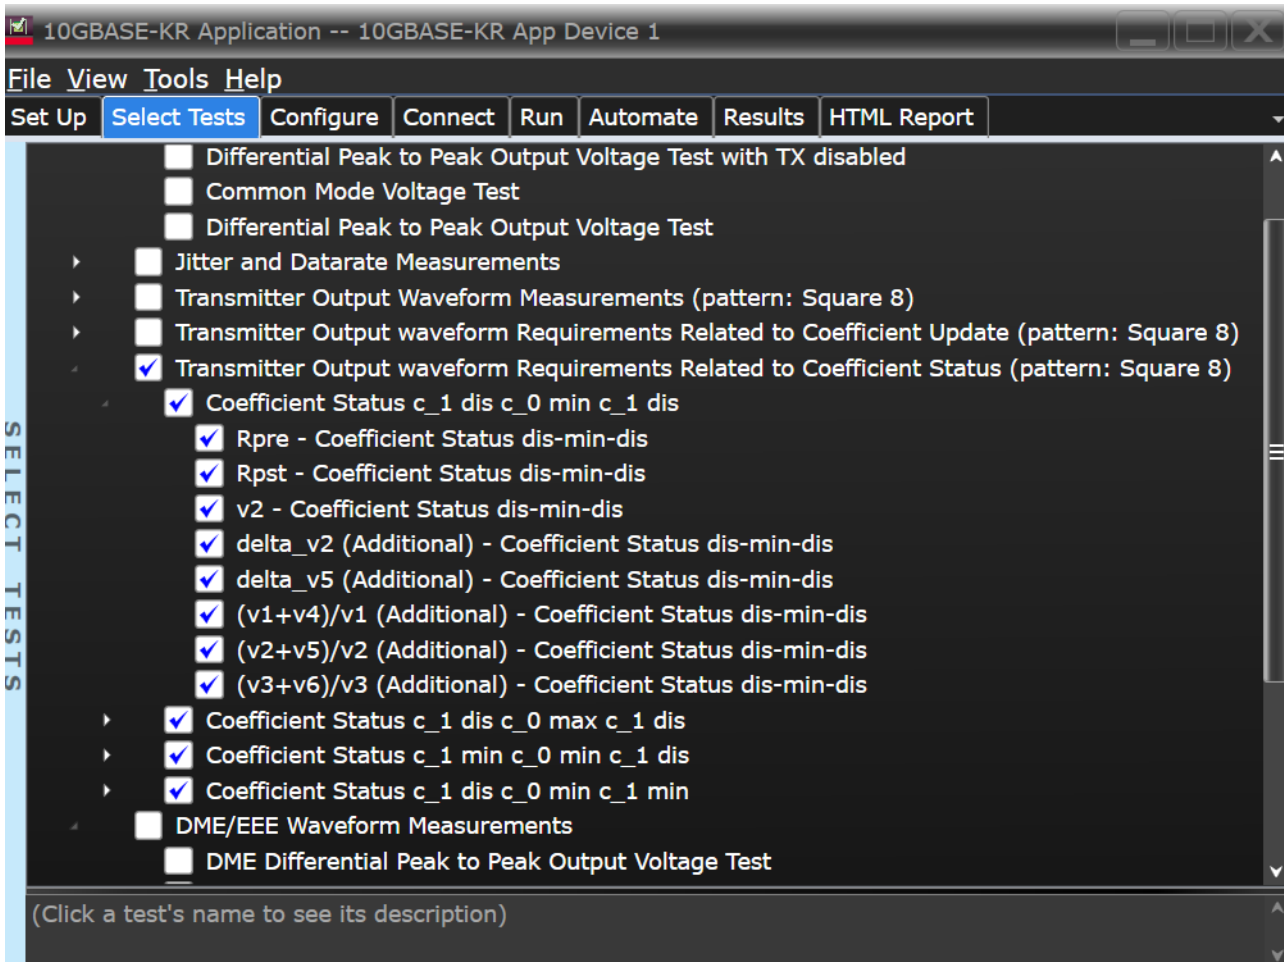 10GBASE-KR Application -- 10GBASE-KR App Device 1
File View Tools Help
Set Up Select Tests Configure Connect Run Automate Results HTML Report
Differential Peak to Peak Output Voltage Test with TX disabled
Common Mode Voltage Test
Differential Peak to Peak Output Voltage Test
Jitter and Datarate Measurements
Transmitter Output Waveform Measurements (pattern: Square 8)
Transmitter Output waveform Requirements Related to Coefficient Update (pattern: Square 8)
Transmitter Output waveform Requirements Related to Coefficient Status (pattern: Square 8)
Coefficient Status c_1 dis c_0 min c_1 dis
Rpre - Coefficient Status dis-min-dis
Rpst - Coefficient Status dis-min-dis
v2 - Coefficient Status dis-min-dis
delta_v2 (Additional) - Coefficient Status dis-min-dis
delta_v5 (Additional) - Coefficient Status dis-min-dis
(v1+v4)/v1 (Additional) - Coefficient Status dis-min-dis
(v2+v5)/v2 (Additional) - Coefficient Status dis-min-dis
(v3+v6)/v3 (Additional) - Coefficient Status dis-min-dis
Coefficient Status c_1 dis c_0 max c_1 dis
Coefficient Status c_1 min c_0 min c_1 dis
Coefficient Status c_1 dis c_0 min c_1 min
DME/EEE Waveform Measurements
DME Differential Peak to Peak Output Voltage Test
SELECT TESTS
(Click a test's name to see its description)